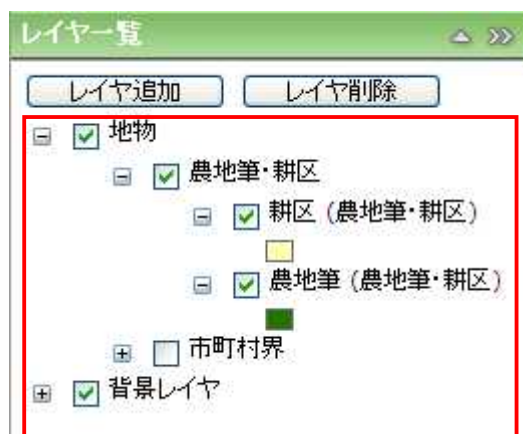 レイヤ一覧
レイヤ追加 レイヤ削除
地物
農地筆・耕区
耕区 (農地筆・耕区)
農地筆 (農地筆・耕区)
市町村界
背景レイヤ